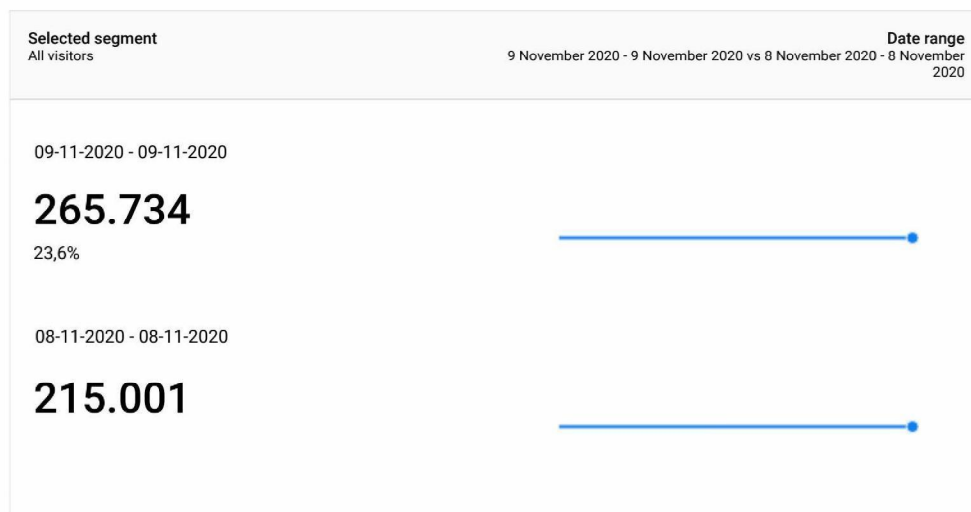 Selected segment
All visitors
Date range
9 November 2020 - 9 November 2020 vs 8 November 2020 - 8 November
2020
09-11-2020 - 09-11-2020
265.734
23,6%
08-11-2020 - 08-11-2020
215.001